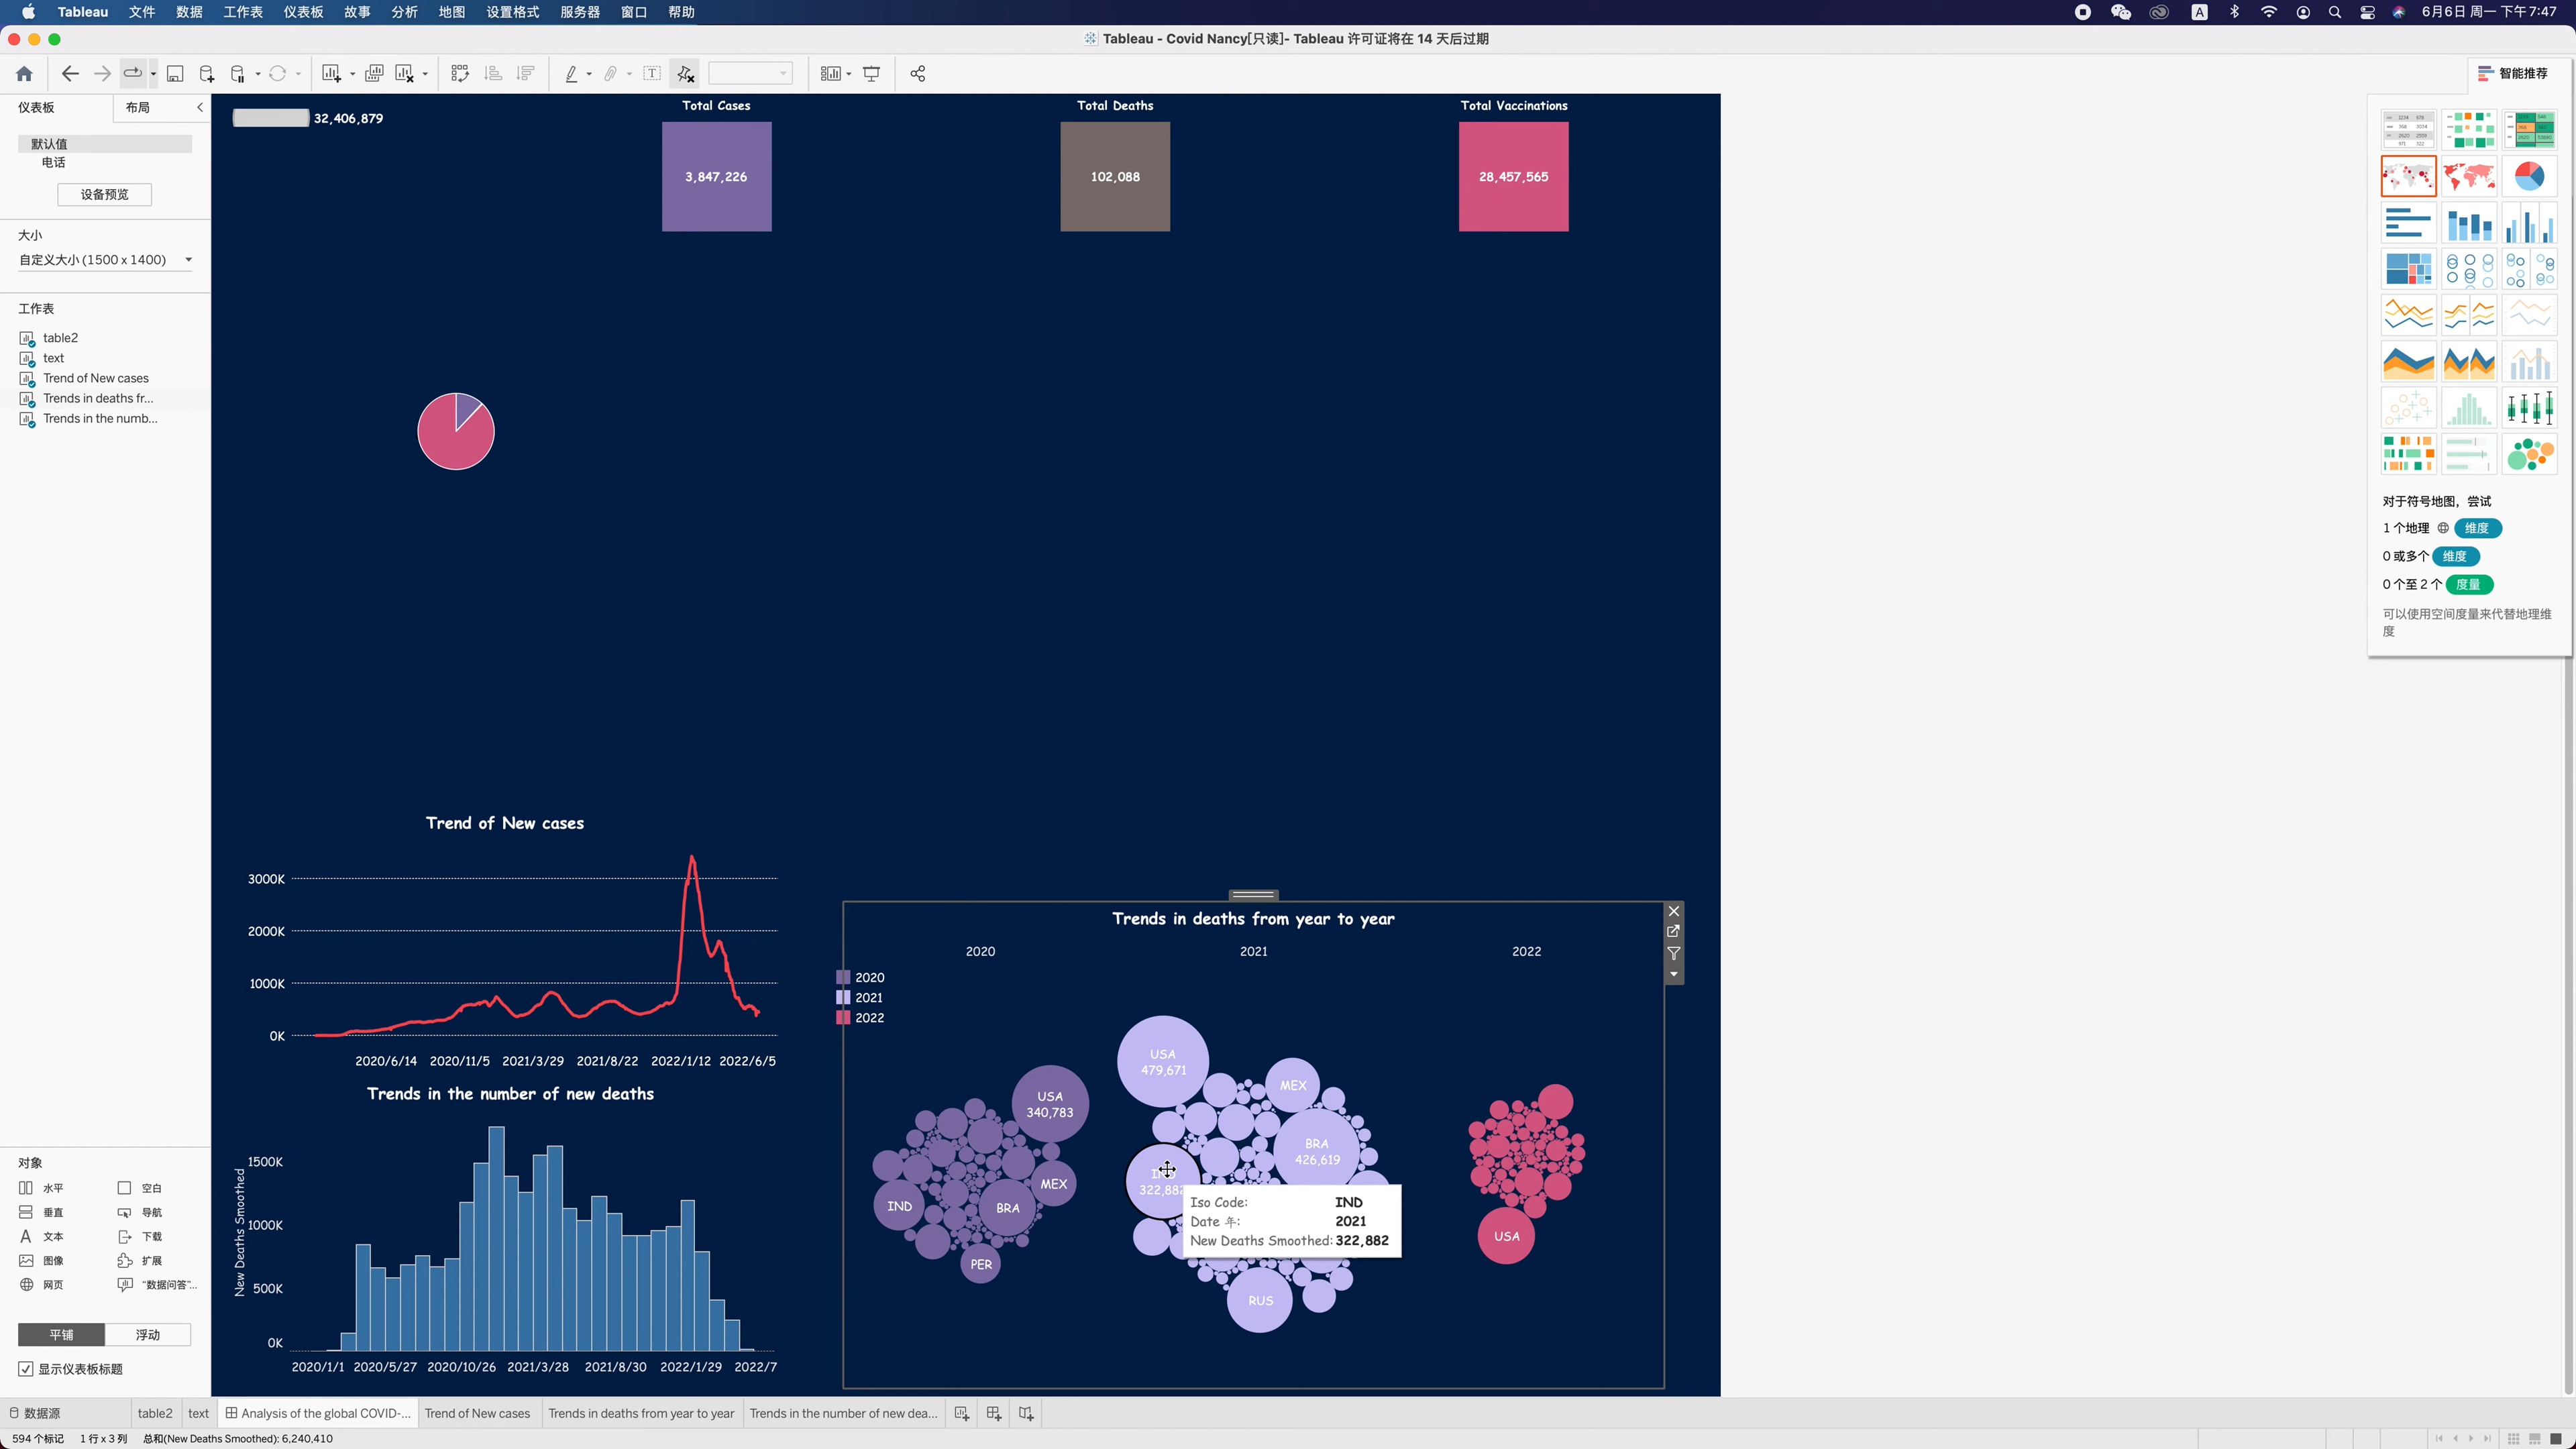 Tableau 文件 数据 工作表 仪表板 故事 分析 地图 设置格式 服务器 窗口 帮助
A
6月6日 周一 下午7:47
Tableau - Covid Nancy[只读]- Tableau 许可证将在 14 天后过期
智能推荐
仪表板 布局
默认值
电话
设备预览
大小
自定义大小 (1500 x 1400)
工作表
table2
text
Trend of New cases
Trends in deaths fr...
Trends in the numb...
对象
水平 空白
垂直 导航
A 文本 下载
图像 扩展
网页 "数据问答"...
平铺 浮动
显示仪表板标题
32,406,879
Total Cases
3,847,226
Total Deaths
102,088
Total Vaccinations
28,457,565
Trend of New cases
3000K
2000K
1000K
0K
2020/6/14 2020/11/5 2021/3/29 2021/8/22 2022/1/12 2022/6/5
Trends in the number of new deaths
New Deaths Smoothed
1500K
1000K
500K
0K
2020/1/1 2020/5/27 2020/10/26 2021/3/28 2021/8/30 2022/1/29 2022/7
Trends in deaths from year to year
2020 2021 2022
2020
2021
2022
USA
340,783
MEX
IND
BRA
PER
USA
479,671
MEX
BRA
426,619
RUS
USA
Iso Code: IND
Date 年: 2021
New Deaths Smoothed: 322,882
对于符号地图，尝试
1 个地理 维度
0 或多个 维度
0 个至 2 个 度量
可以使用空间度量来代替地理维
度
数据源 table2 text Analysis of the global COVID-... Trend of New cases Trends in deaths from year to year Trends in the number of new dea...
594 个标记 1 行 x 3 列 总和(New Deaths Smoothed): 6,240,410